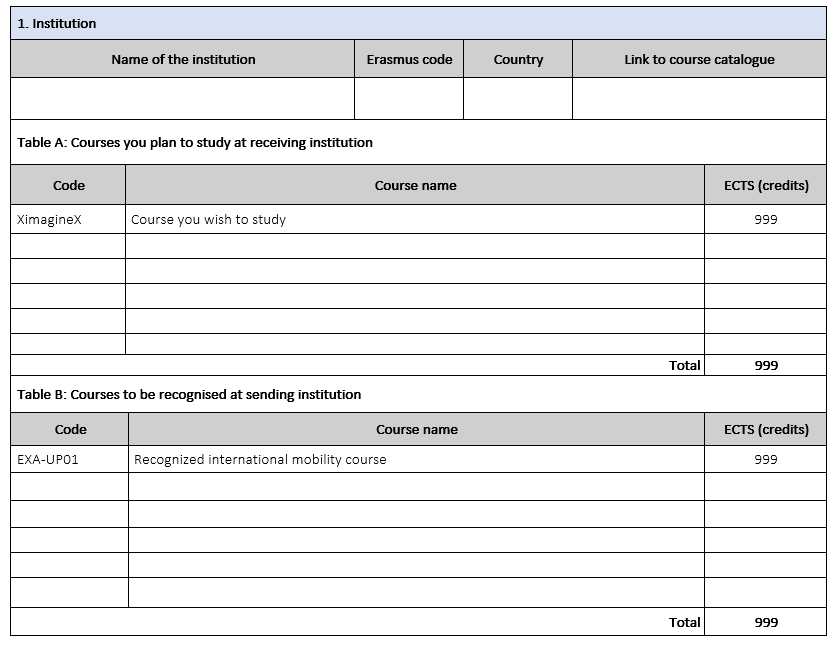 1. Institution
Name of the institution Erasmus code Country Link to course catalogue
Table A: Courses you plan to study at receiving institution
Code Course name ECTS (credits)
XimagineX Course you wish to study 999
Total 999
Table B: Courses to be recognised at sending institution
Code Course name ECTS (credits)
EXA-UP01 Recognized international mobility course 999
Total 999